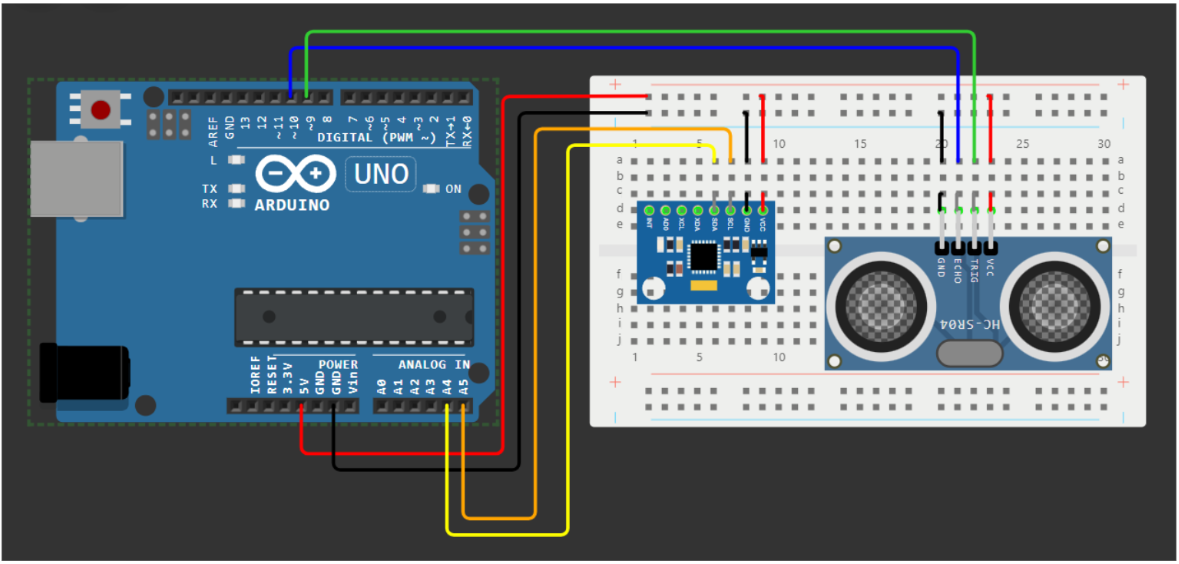 AREF
GND
13
12
~11
~10
~9
8
7
~6
~5
4
~3
2
TX→1
RX←0
DIGITAL (PWM ~)
L
TX
RX
UNO
ARDUINO
ON
IOREF
RESET
3.3V
5V
GND
GND
Vin
POWER
ANALOG IN
A0
A1
A2
A3
A4
A5
+ +
1 5 10 15 20 25 30
a a
b b
c c
d d
e e
f f
g g
h h
i i
j j
1 5 10
+ +
INT
AD0
XCL
XDA
SDA
SCL
GND
VCC
GND
ECHO
TRIG
VCC
HC-SR04